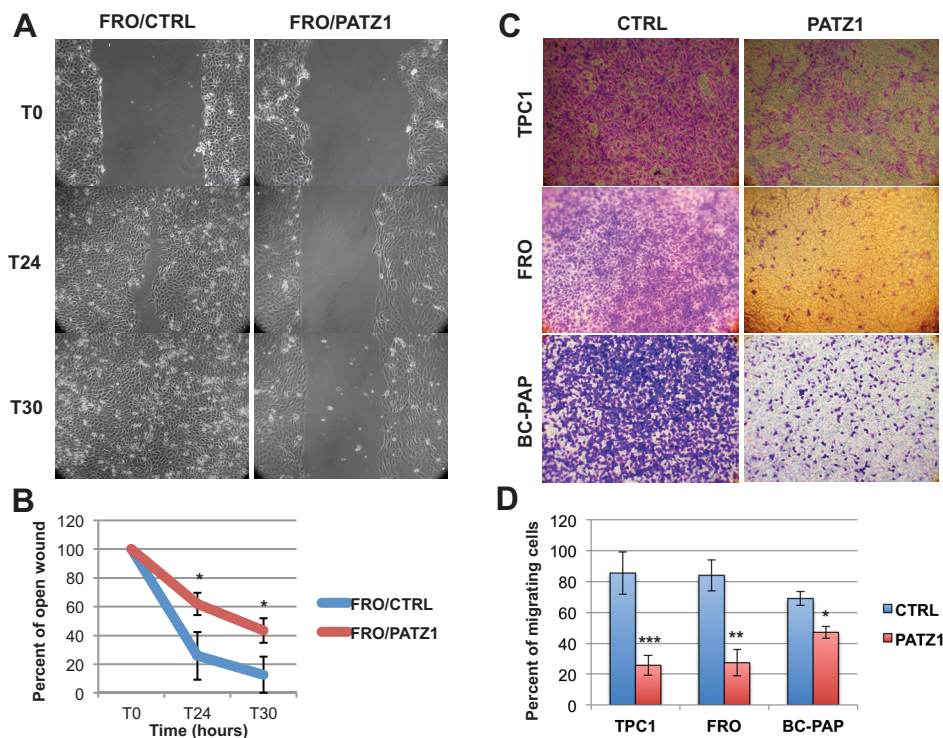 A
FRO/CTRL FRO/PATZ1
T0
T24
T30
B
Percent of open wound
120
100
80
60
40
20
0
*
*
T0 T24 T30
Time (hours)
FRO/CTRL
FRO/PATZ1
C
CTRL PATZ1
TPC1
FRO
BC-PAP
D
Percent of migrating cells
120
100
80
60
40
20
0
***
**
*
TPC1 FRO BC-PAP
CTRL
PATZ1